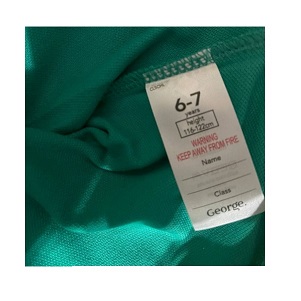 6-7
years
height
116-122cm
WARNING
KEEP AWAY FROM FIRE
Name
Class
George.